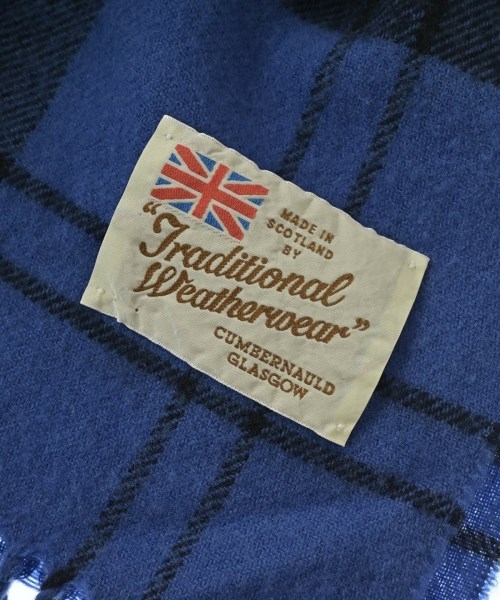 MADE IN
SCOTLAND
BY
"Traditional
Weatherwear"
CUMBERNAULD
GLASGOW